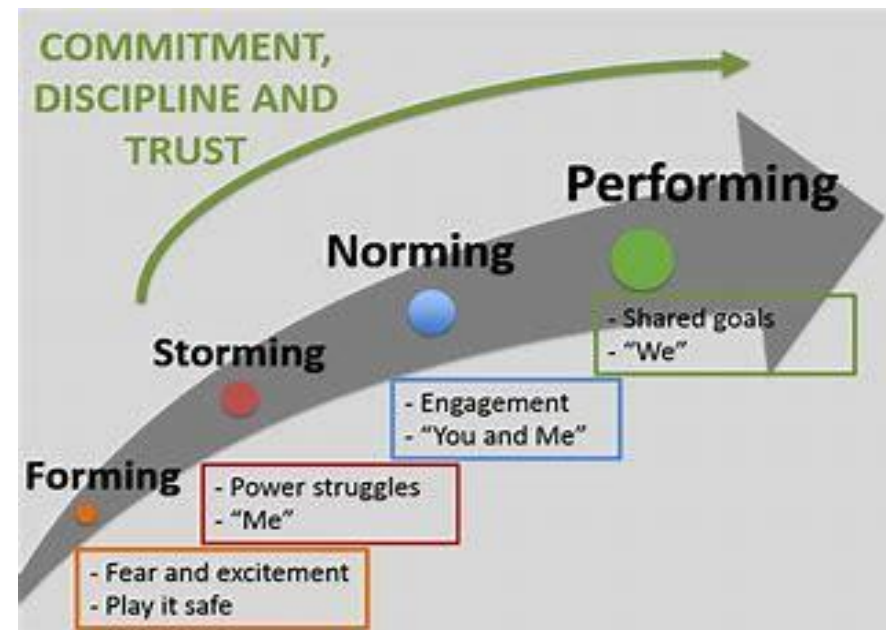 COMMITMENT,
DISCIPLINE AND
TRUST
Performing
- Shared goals
- “We”
Norming
- Engagement
- “You and Me”
Storming
- Power struggles
- “Me”
Forming
- Fear and excitement
- Play it safe